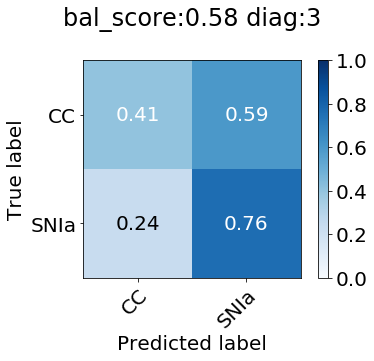 bal_score:0.58 diag:3
1.0
CC 0.41 0.59
0.8
0.6
True label
0.4
SNIa 0.24 0.76
0.2
0.0
CC SNIa
Predicted label